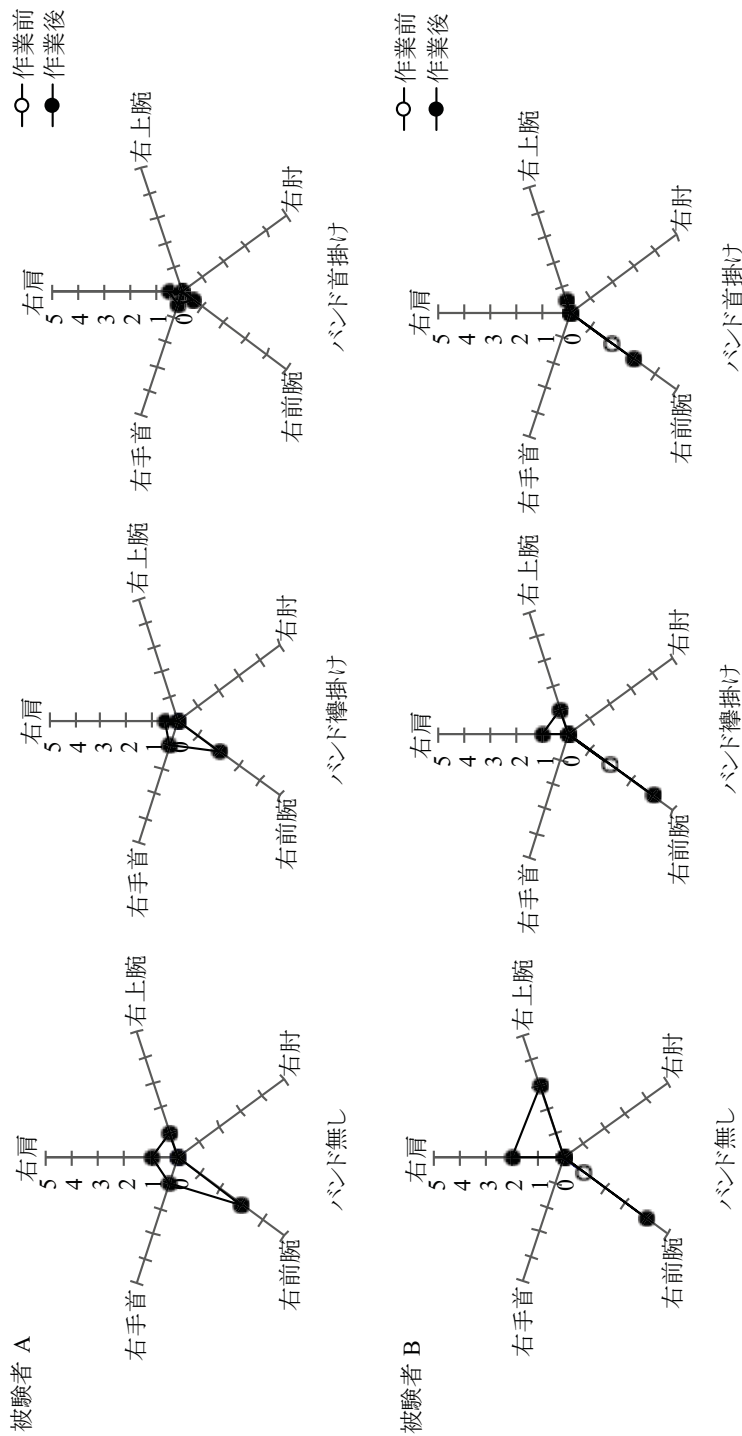 被験者 A
作業前
作業後
右肩
5
4
3
2
1
0
右上腕
右肘
右前腕
右手首
バンド無し
右肩
5
4
3
2
1
0
右上腕
右肘
右前腕
右手首
バンド襷掛け
右肩
5
4
3
2
1
0
右上腕
右肘
右前腕
右手首
バンド首掛け
被験者 B
作業前
作業後
右肩
5
4
3
2
1
0
右上腕
右肘
右前腕
右手首
バンド無し
右肩
5
4
3
2
1
0
右上腕
右肘
右前腕
右手首
バンド襷掛け
右肩
5
4
3
2
1
0
右上腕
右肘
右前腕
右手首
バンド首掛け